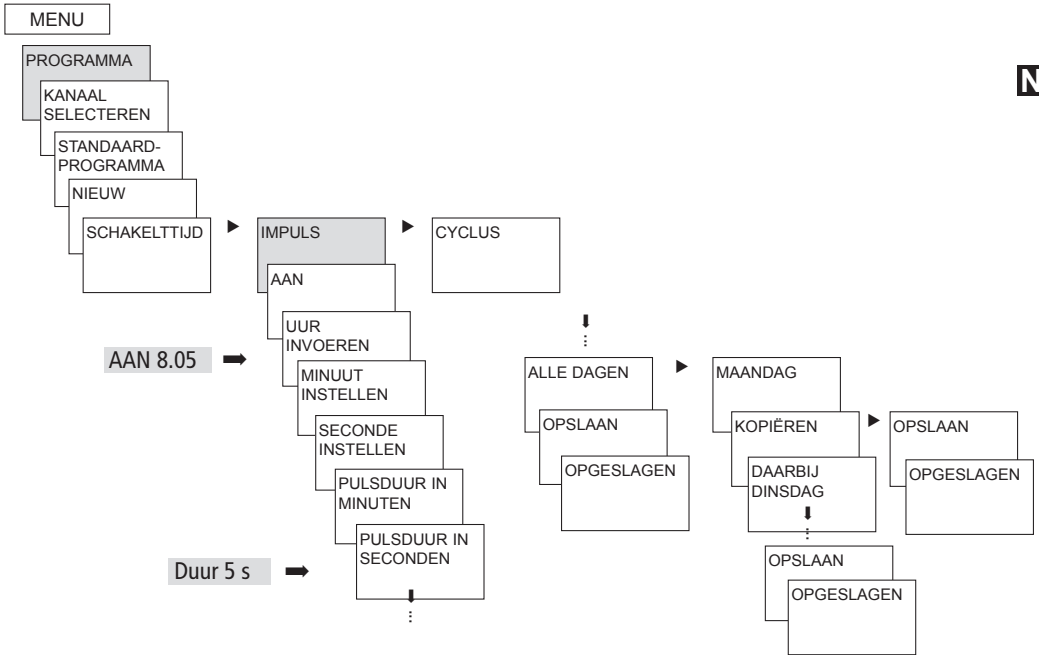 MENU
N
PROGRAMMA
KANAAL
SELECTEREN
STANDAARD-
PROGRAMMA
NIEUW
SCHAKELTTIJD
IMPULS
CYCLUS
AAN
UUR
INVOEREN
AAN 8.05
MINUUT
INSTELLEN
SECONDE
INSTELLEN
PULSDUUR IN
MINUTEN
PULSDUUR IN
SECONDEN
Duur 5 s
ALLE DAGEN
OPSLAAN
OPGESLAGEN
MAANDAG
KOPIËREN
DAARBIJ
DINSDAG
OPSLAAN
OPGESLAGEN
OPSLAAN
OPGESLAGEN